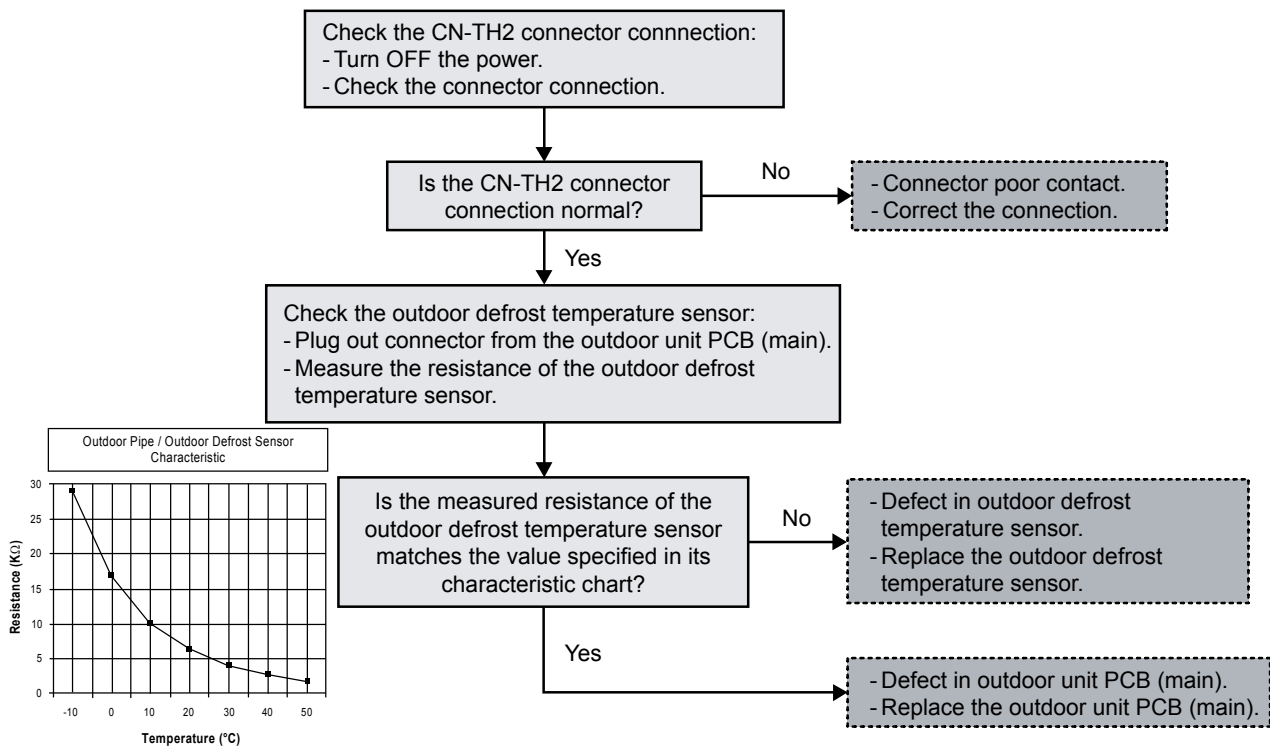 Check the CN-TH2 connector connnection:
- Turn OFF the power.
- Check the connector connection.
Is the CN-TH2 connector
connection normal?
No
- Connector poor contact.
- Correct the connection.
Yes
Check the outdoor defrost temperature sensor:
- Plug out connector from the outdoor unit PCB (main).
- Measure the resistance of the outdoor defrost
temperature sensor.
Outdoor Pipe / Outdoor Defrost Sensor
Characteristic
30
25
20
15
10
5
0
Resistance (KΩ)
-10 0 10 20 30 40 50
Temperature (°C)
Is the measured resistance of the
outdoor defrost temperature sensor
matches the value specified in its
characteristic chart?
No
- Defect in outdoor defrost
temperature sensor.
- Replace the outdoor defrost
temperature sensor.
Yes
- Defect in outdoor unit PCB (main).
- Replace the outdoor unit PCB (main).